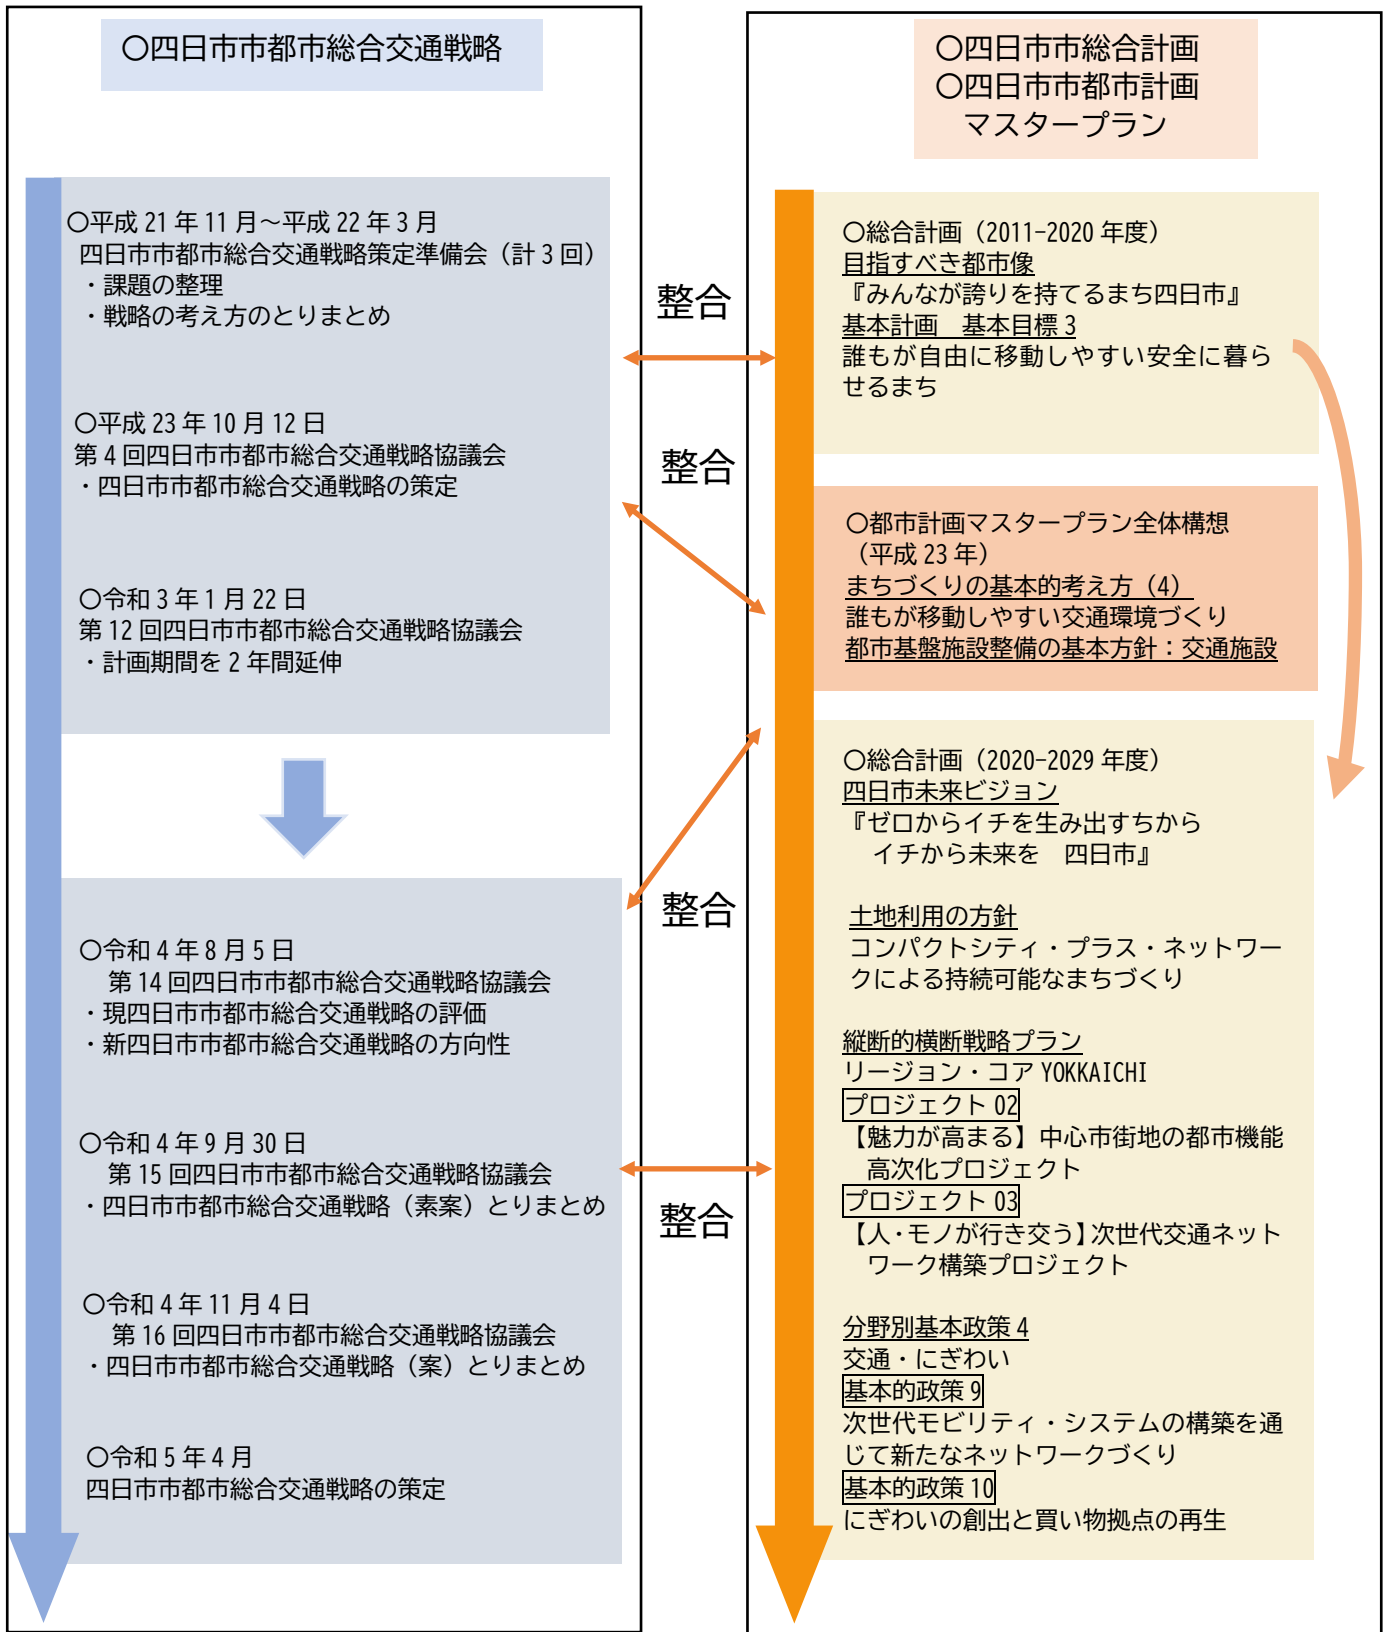 〇四日市市都市総合交通戦略
〇平成 21 年 11 月～平成 22 年 3 月
四日市市都市総合交通戦略策定準備会（計 3 回）
・課題の整理
・戦略の考え方のとりまとめ
〇平成 23 年 10 月 12 日
第 4 回四日市市都市総合交通戦略協議会
・四日市市都市総合交通戦略の策定
〇令和 3 年 1 月 22 日
第 12 回四日市市都市総合交通戦略協議会
・計画期間を 2 年間延伸
〇令和 4 年 8 月 5 日
第 14 回四日市市都市総合交通戦略協議会
・現四日市市都市総合交通戦略の評価
・新四日市市都市総合交通戦略の方向性
〇令和 4 年 9 月 30 日
第 15 回四日市市都市総合交通戦略協議会
・四日市市都市総合交通戦略（素案）とりまとめ
〇令和 4 年 11 月 4 日
第 16 回四日市市都市総合交通戦略協議会
・四日市市都市総合交通戦略（案）とりまとめ
〇令和 5 年 4 月
四日市市都市総合交通戦略の策定
整合
整合
整合
整合
〇四日市市総合計画
〇四日市市都市計画
マスタープラン
〇総合計画（2011-2020 年度）
目指すべき都市像
『みんなが誇りを持てるまち四日市』
基本計画　基本目標 3
誰もが自由に移動しやすい安全に暮ら
せるまち
〇都市計画マスタープラン全体構想
（平成 23 年）
まちづくりの基本的考え方（4）
誰もが移動しやすい交通環境づくり
都市基盤施設整備の基本方針：交通施設
〇総合計画（2020-2029 年度）
四日市未来ビジョン
『ゼロからイチを生み出すちから
イチから未来を　四日市』
土地利用の方針
コンパクトシティ・プラス・ネットワー
クによる持続可能なまちづくり
縦断的横断戦略プラン
リージョン・コア YOKKAICHI
プロジェクト 02
【魅力が高まる】中心市街地の都市機能
高次化プロジェクト
プロジェクト 03
【人・モノが行き交う】次世代交通ネット
ワーク構築プロジェクト
分野別基本政策 4
交通・にぎわい
基本的政策 9
次世代モビリティ・システムの構築を通
じて新たなネットワークづくり
基本的政策 10
にぎわいの創出と買い物拠点の再生